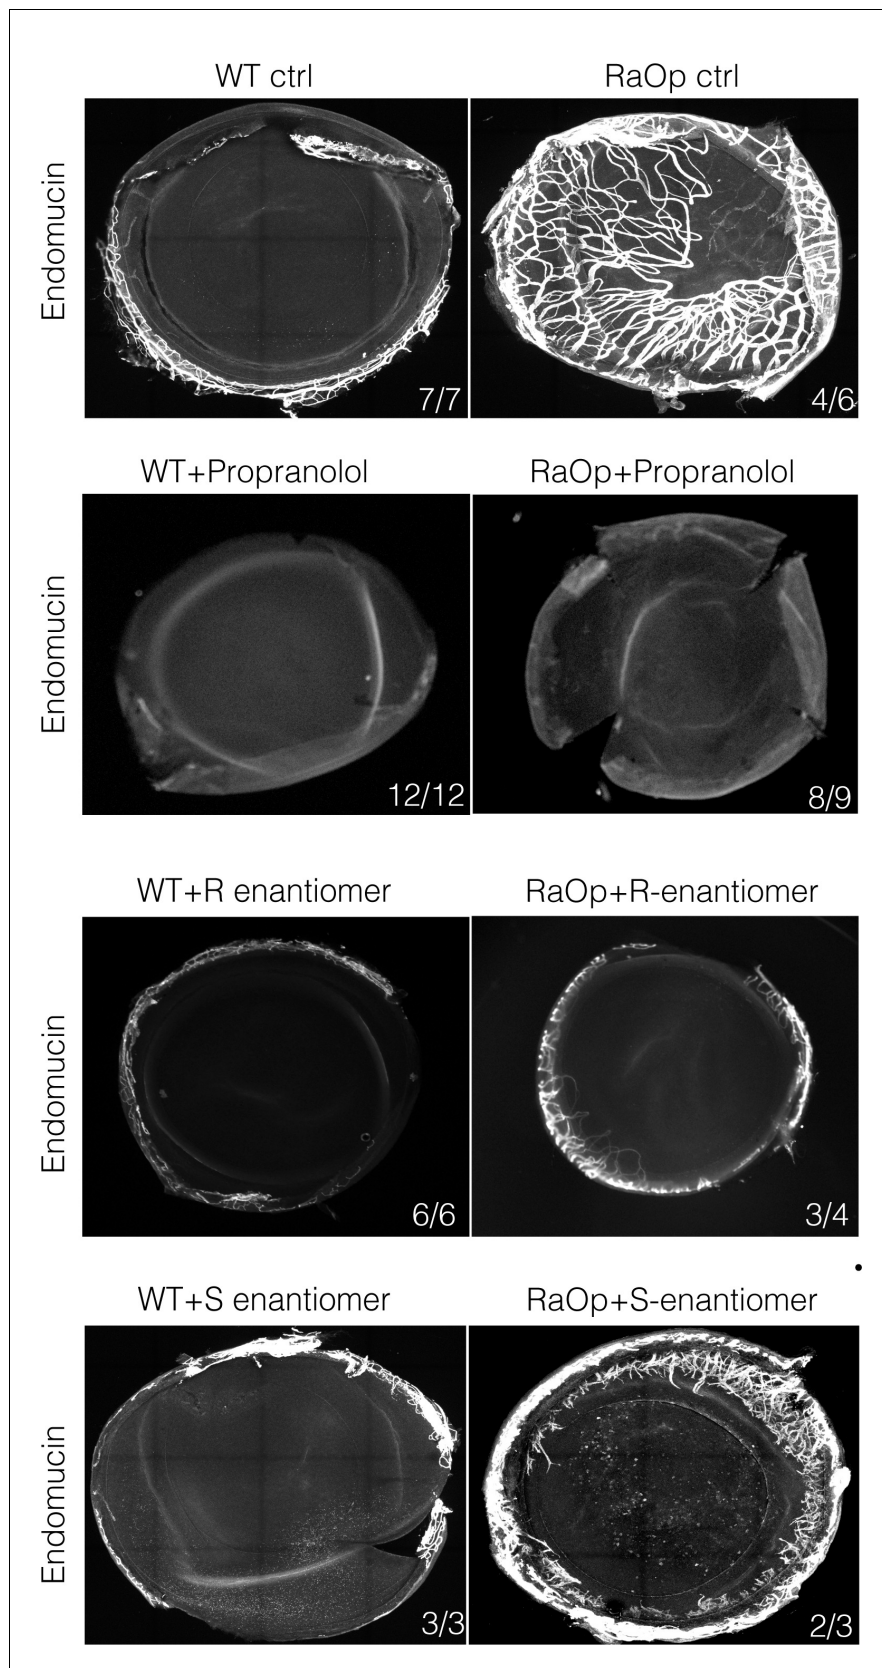 WT ctrl
RaOp ctrl
Endomucin
7/7
4/6
WT+Propranolol
RaOp+Propranolol
Endomucin
12/12
8/9
WT+R enantiomer
RaOp+R-enantiomer
Endomucin
6/6
3/4
WT+S enantiomer
RaOp+S-enantiomer
Endomucin
3/3
2/3